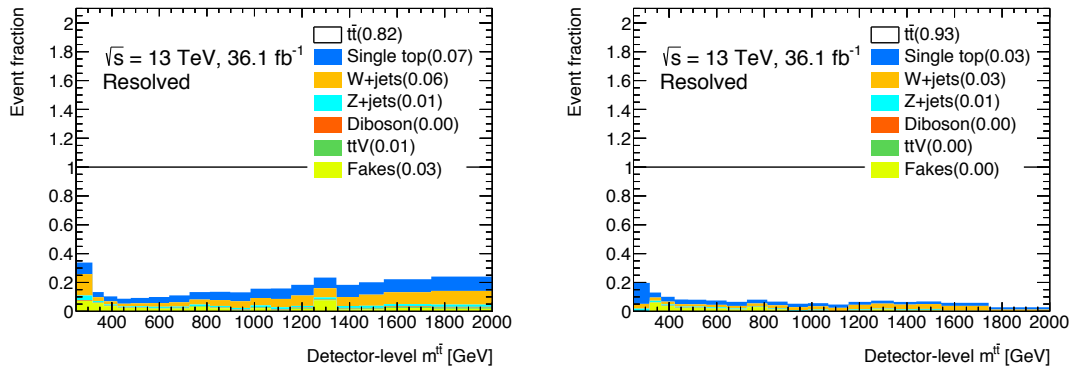 Event fraction
2
1.8
1.6
1.4
1.2
1
0.8
0.6
0.4
0.2
0
√s = 13 TeV, 36.1 fb⁻¹
Resolved
tt̄(0.82)
Single top(0.07)
W+jets(0.06)
Z+jets(0.01)
Diboson(0.00)
ttV(0.01)
Fakes(0.03)
400 600 800 1000 1200 1400 1600 1800 2000
Detector-level m^{tt̄} [GeV]
Event fraction
2
1.8
1.6
1.4
1.2
1
0.8
0.6
0.4
0.2
0
√s = 13 TeV, 36.1 fb⁻¹
Resolved
tt̄(0.93)
Single top(0.03)
W+jets(0.03)
Z+jets(0.01)
Diboson(0.00)
ttV(0.00)
Fakes(0.00)
400 600 800 1000 1200 1400 1600 1800 2000
Detector-level m^{tt̄} [GeV]